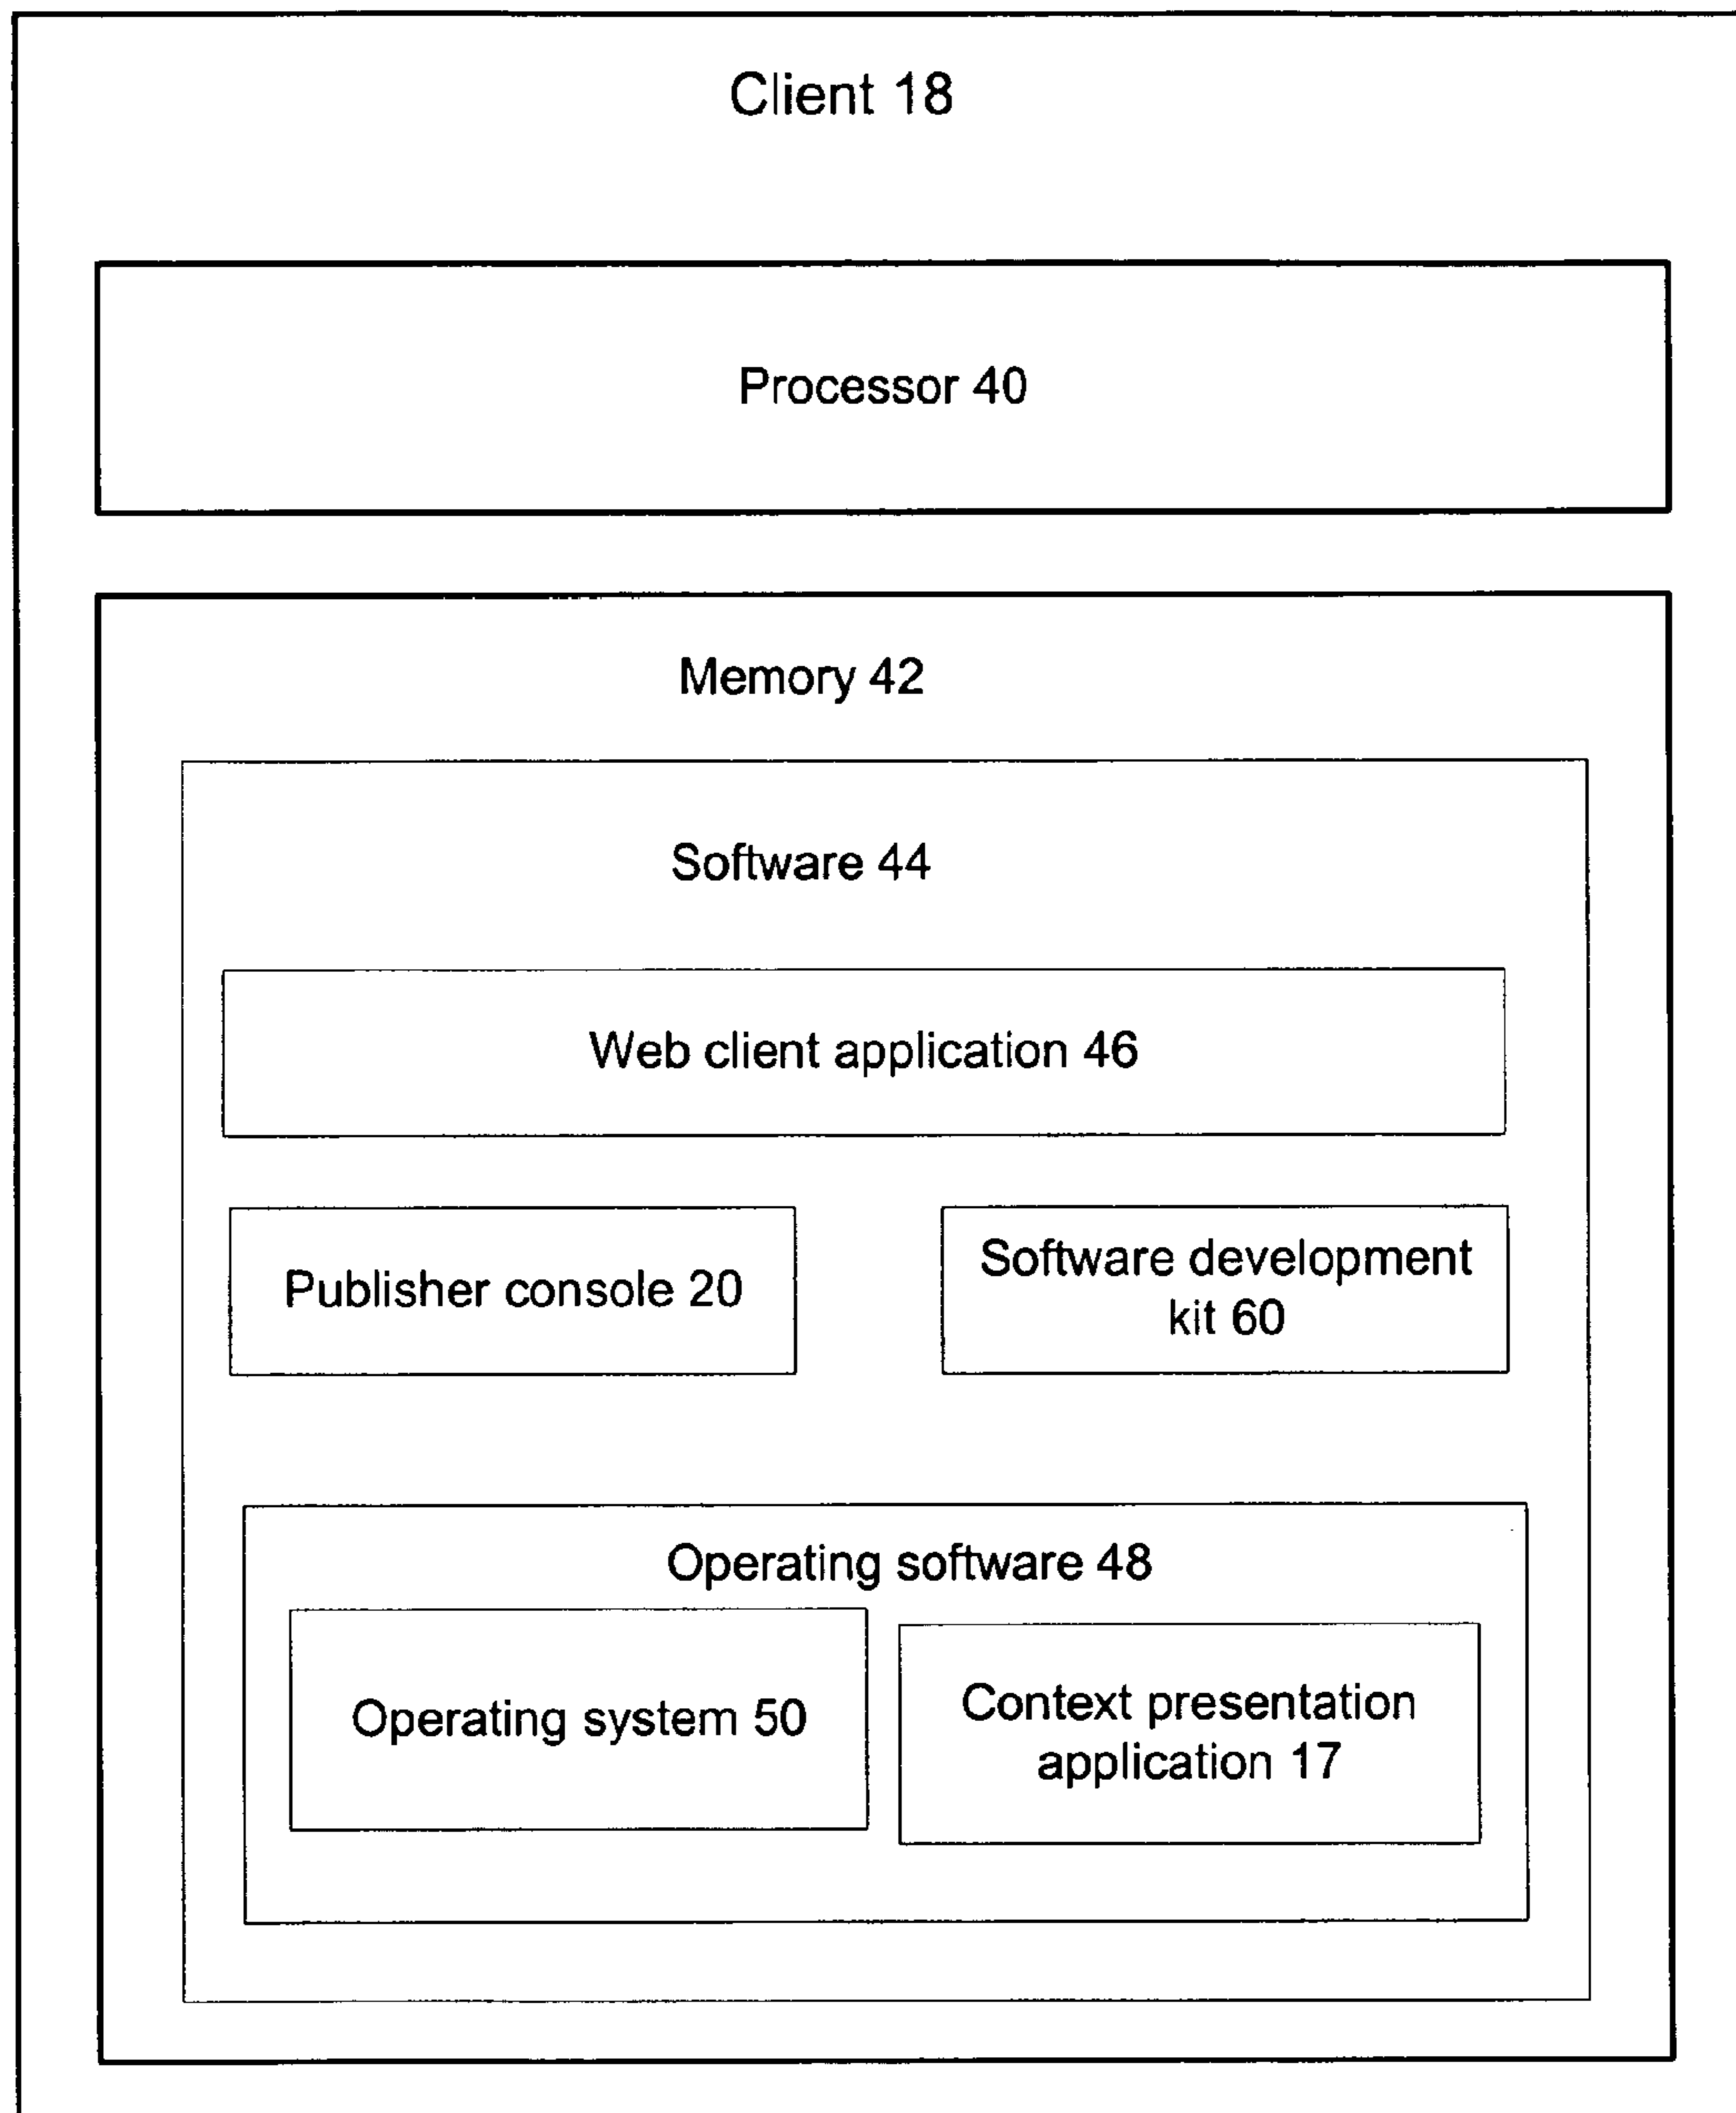 Client 18
Processor 40
Memory 42
Software 44
Web client application 46
Publisher console 20
Software development
kit 60
Operating software 48
Operating system 50
Context presentation
application 17